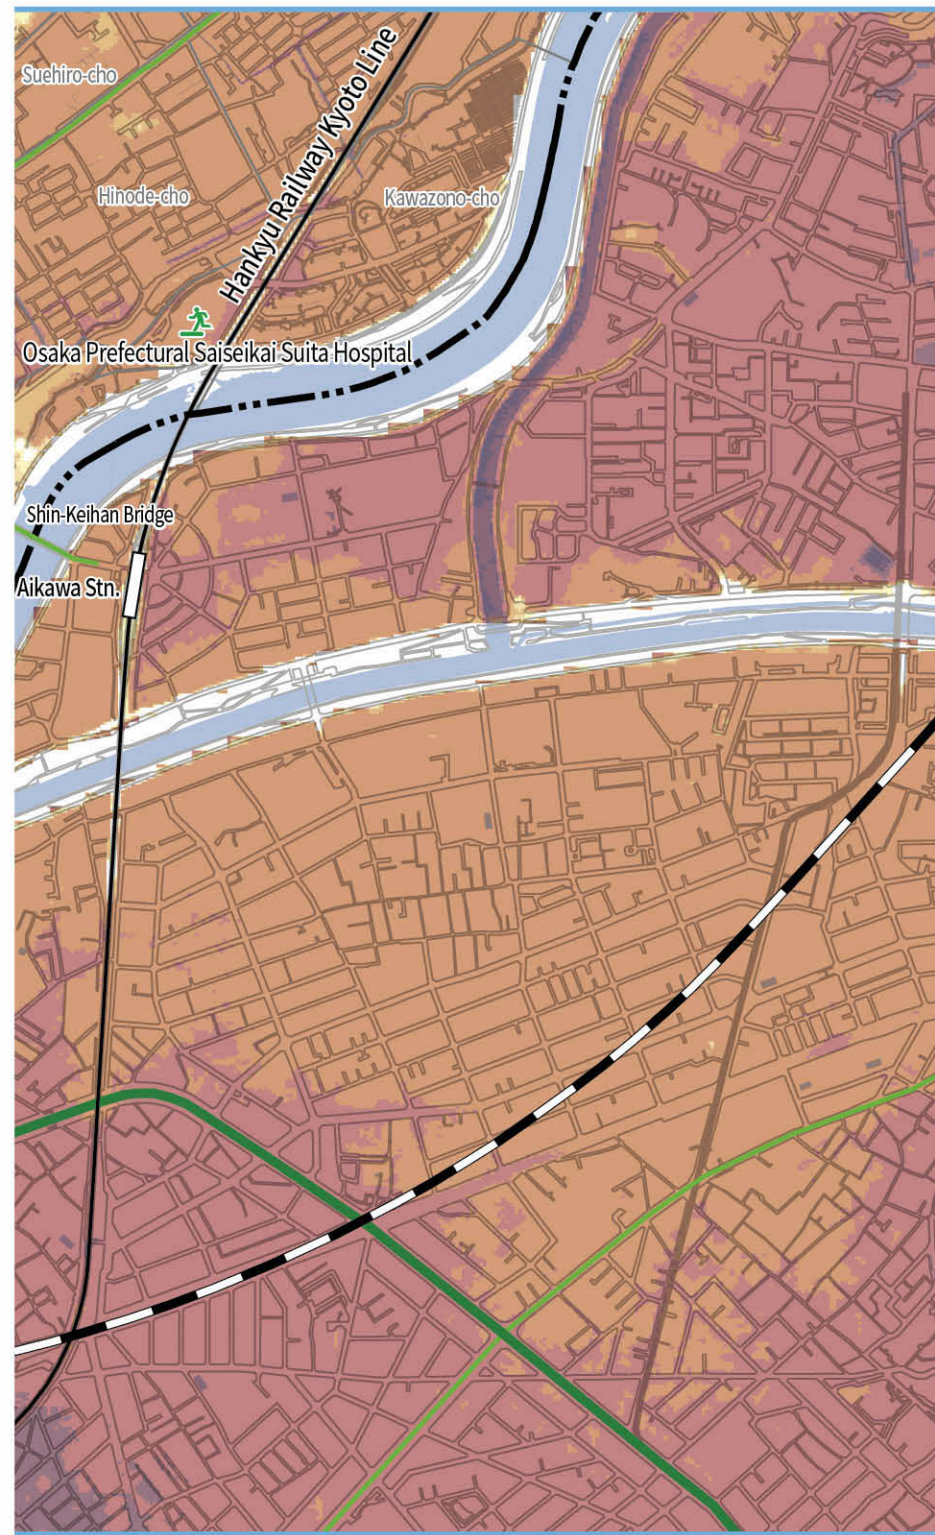 Suehiro-cho
Hankyu Railway Kyoto Line
Hinode-cho
Kawazono-cho
Osaka Prefectural Saiseikai Suita Hospital
Shin-Keihan Bridge
Aikawa Stn.